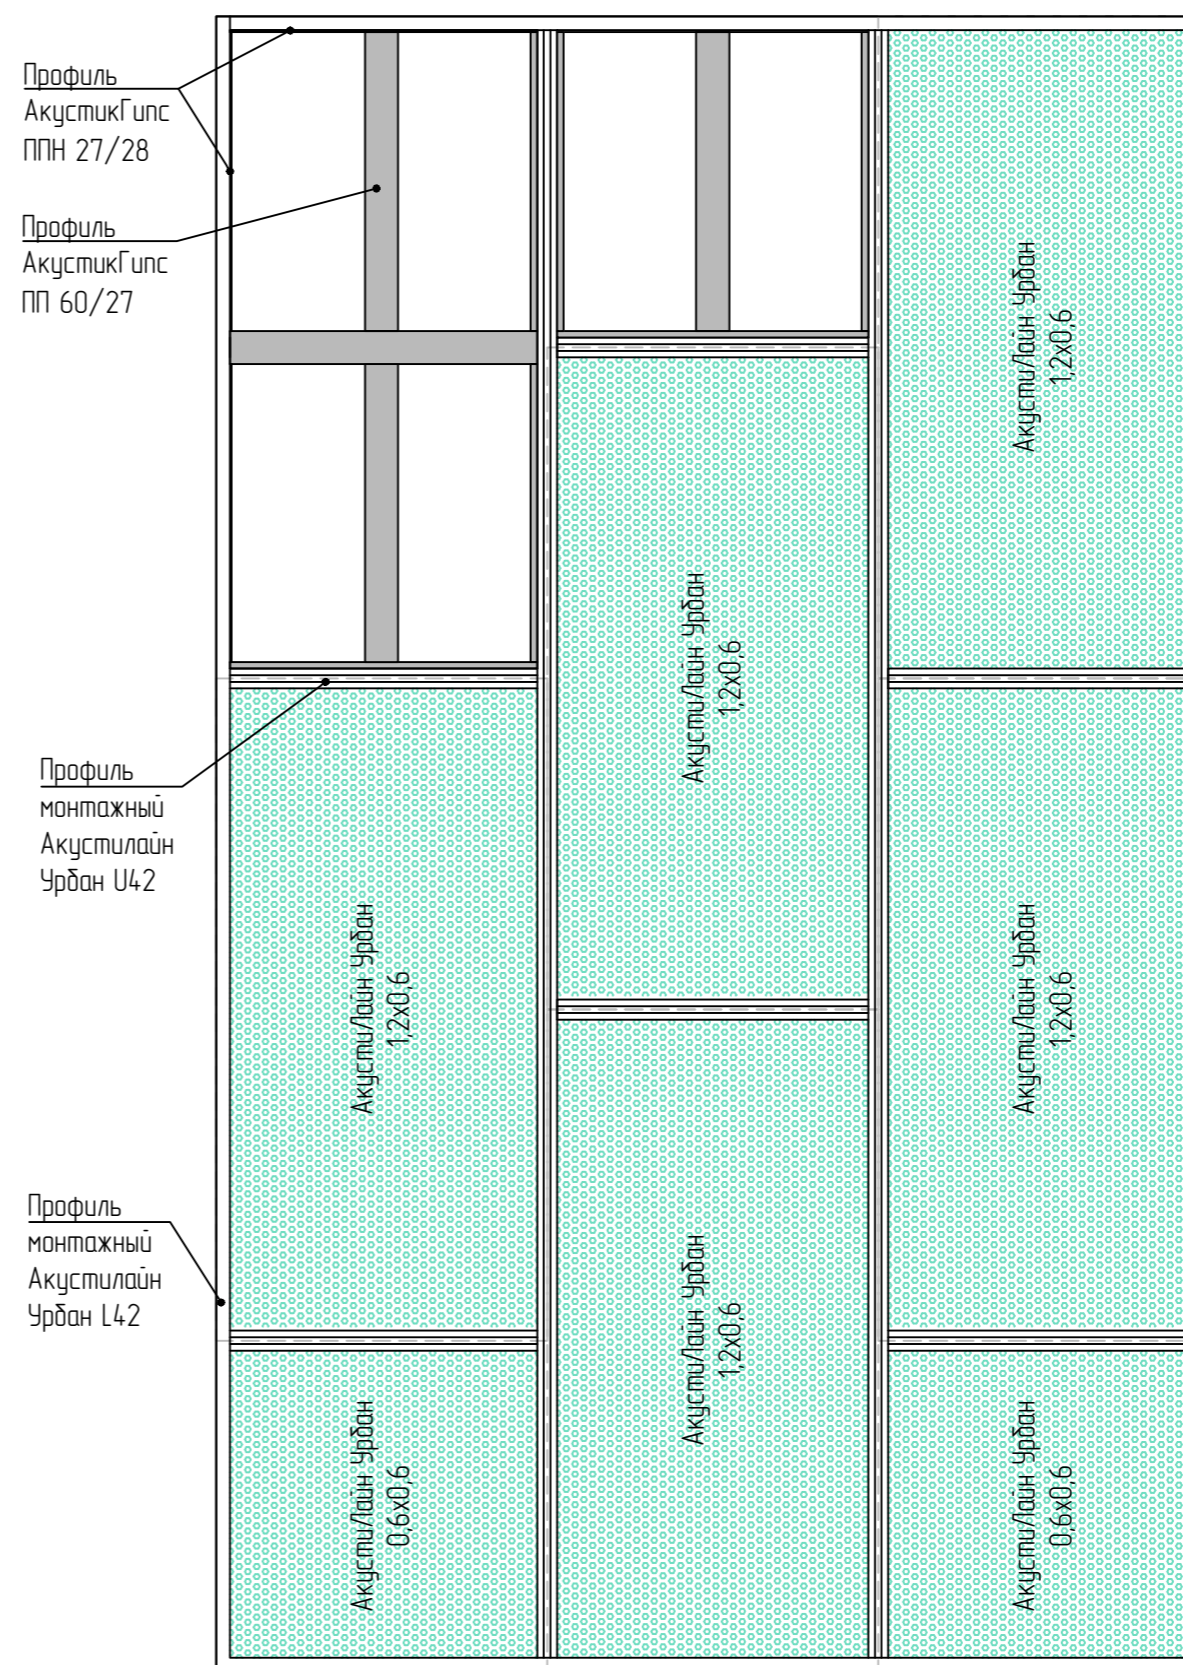 Профиль
АкустикГипс
ППН 27/28
Профиль
АкустикГипс
ПП 60/27
Профиль
монтажный
Акустилайн
Урбан U42
Профиль
монтажный
Акустилайн
Урбан L42
АкустиЛайн Урбан
1,2х0,6
АкустиЛайн Урбан
0,6х0,6
АкустиЛайн Урбан
1,2х0,6
АкустиЛайн Урбан
1,2х0,6
АкустиЛайн Урбан
1,2х0,6
АкустиЛайн Урбан
1,2х0,6
АкустиЛайн Урбан
0,6х0,6